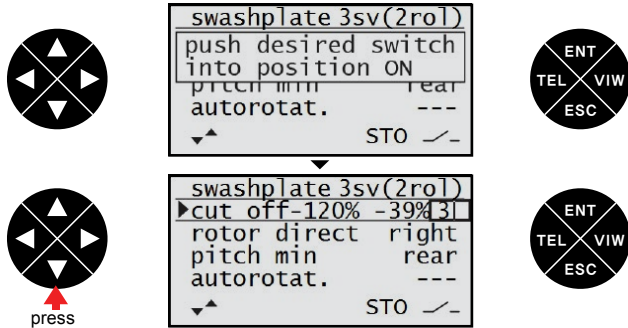 swashplate 3sv(2rol)
push desired switch
into position ON
pitch min rear
autorotat. ---
STO
ENT
TEL VIW
ESC
swashplate 3sv(2rol)
cut off-120% -39% 3
rotor direct right
pitch min rear
autorotat. ---
STO
ENT
TEL VIW
ESC
press